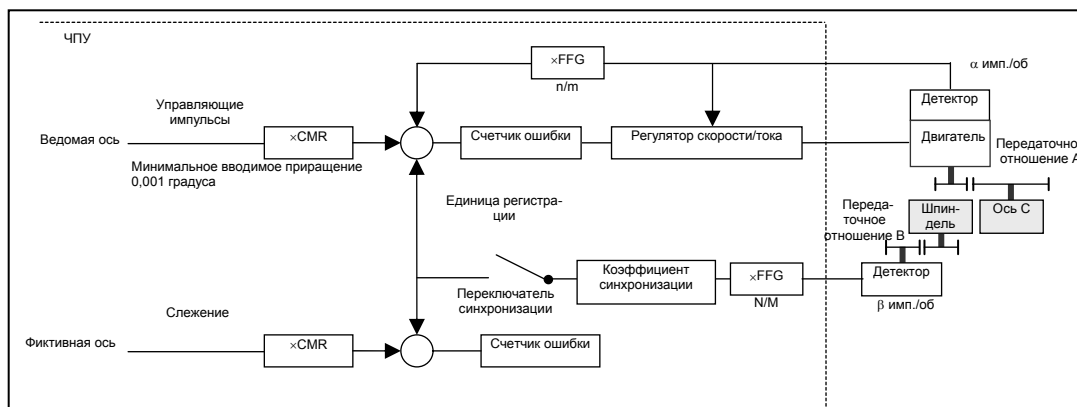 ЧПУ
×FFG
n/m
α имп./об
Детектор
Управляющие
импульсы
Ведомая ось
×CMR
Счетчик ошибки
Регулятор скорости/тока
Двигатель
Передаточное
отношение А
Минимальное вводимое приращение
0,001 градуса
Единица регистра-
ции
Переда-
точное
отношение В
Шпин-
дель
Ось С
Переключатель
синхронизации
Коэффициент
синхронизации
×FFG
N/M
Детектор
β имп./об
Слежение
Фиктивная ось
×CMR
Счетчик ошибки